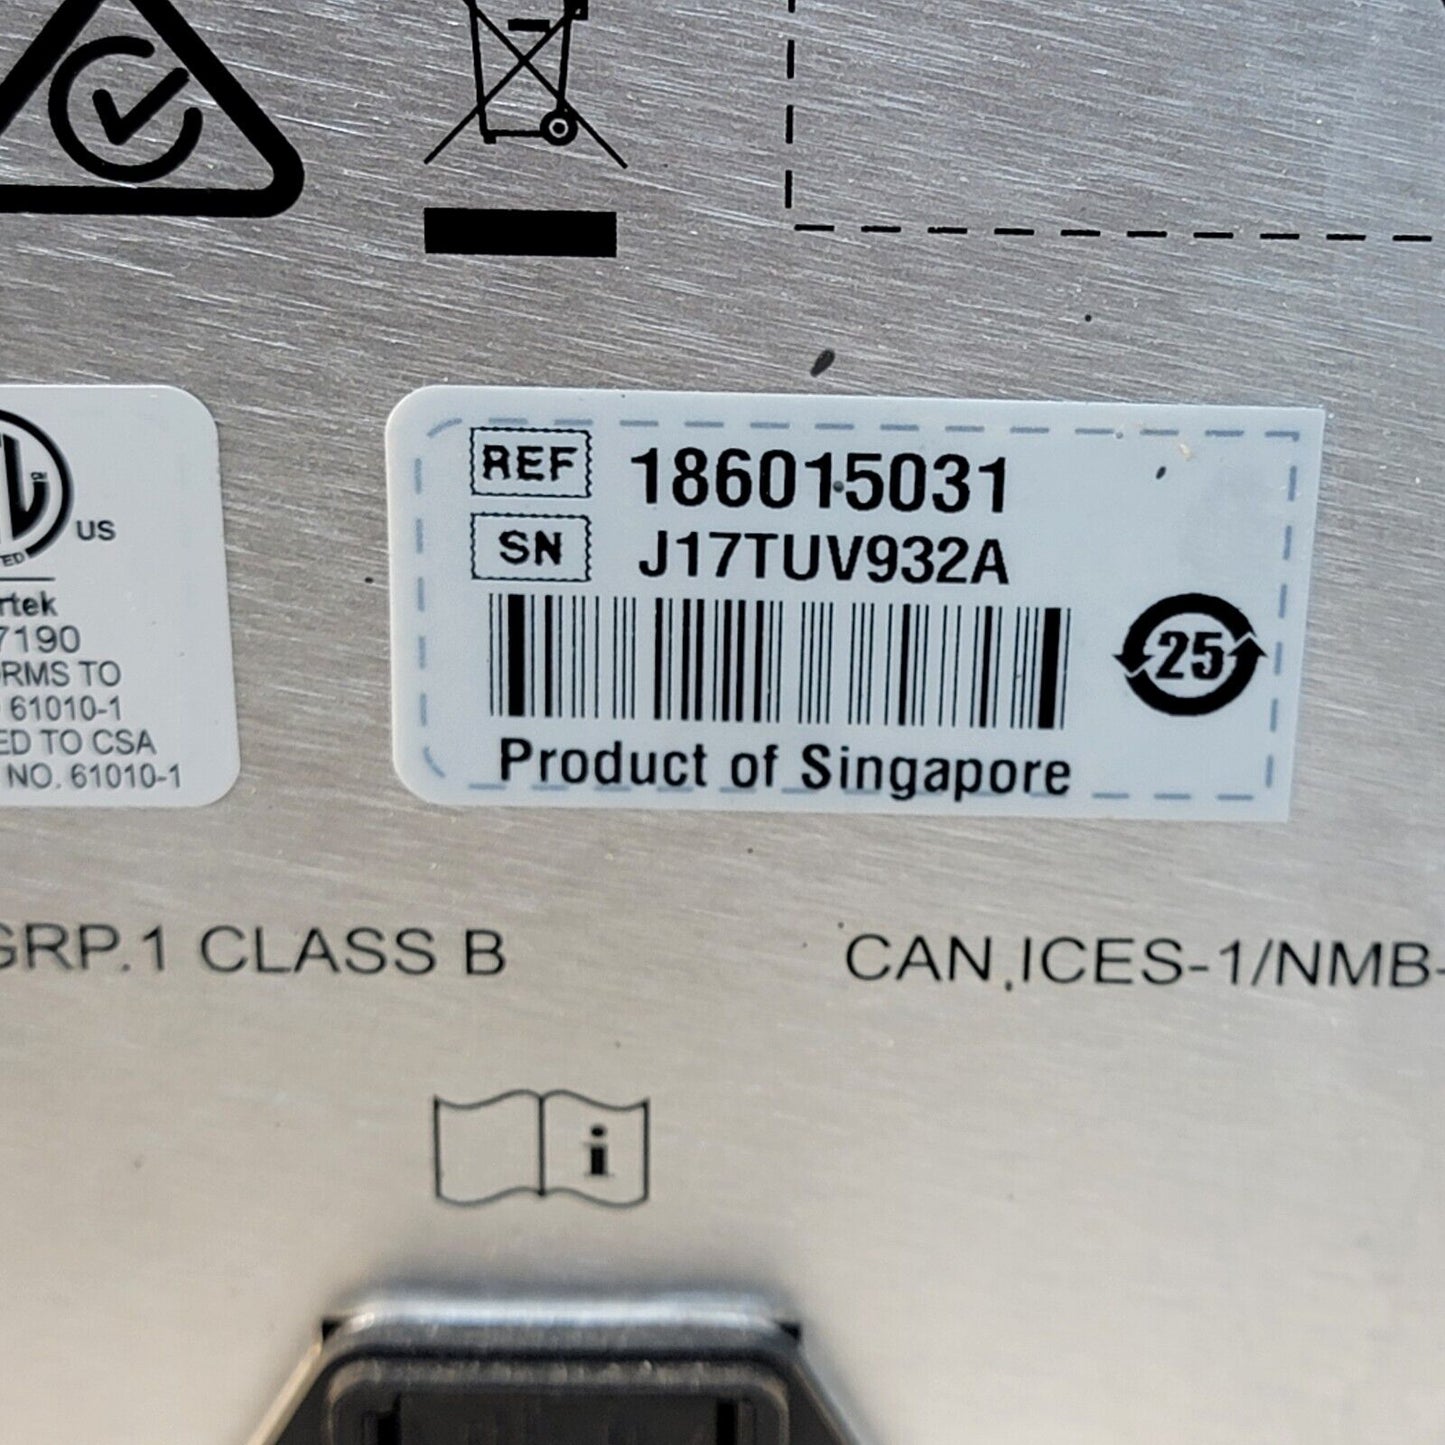 US
ED
rtek
7190
RMS TO
61010-1
ED TO CSA
NO. 61010-1
REF 186015031
SN J17TUV932A
25
Product of Singapore
GRP.1 CLASS B
CAN.ICES-1/NMB-
i